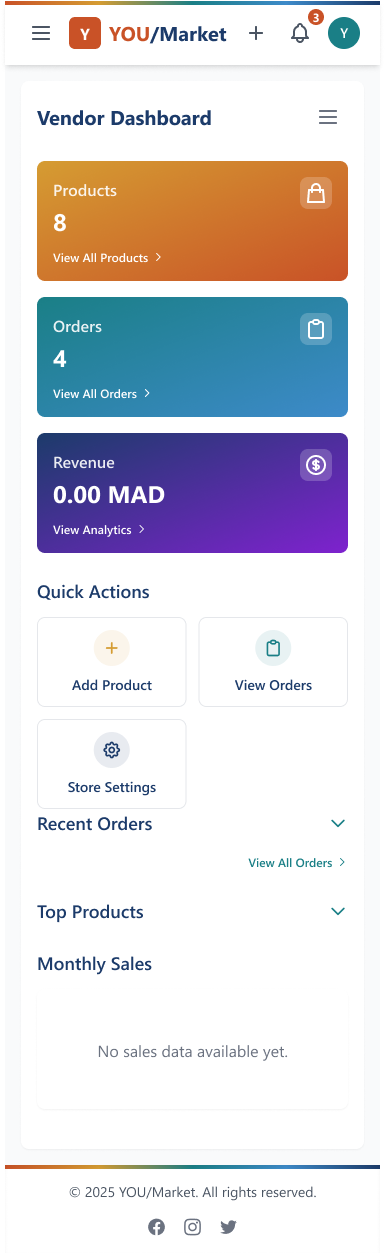 Y YOU/Market 3 Y
Vendor Dashboard
Products
8
View All Products
Orders
4
View All Orders
Revenue
0.00 MAD
View Analytics
Quick Actions
Add Product
View Orders
Store Settings
Recent Orders
View All Orders
Top Products
Monthly Sales
No sales data available yet.
© 2025 YOU/Market. All rights reserved.